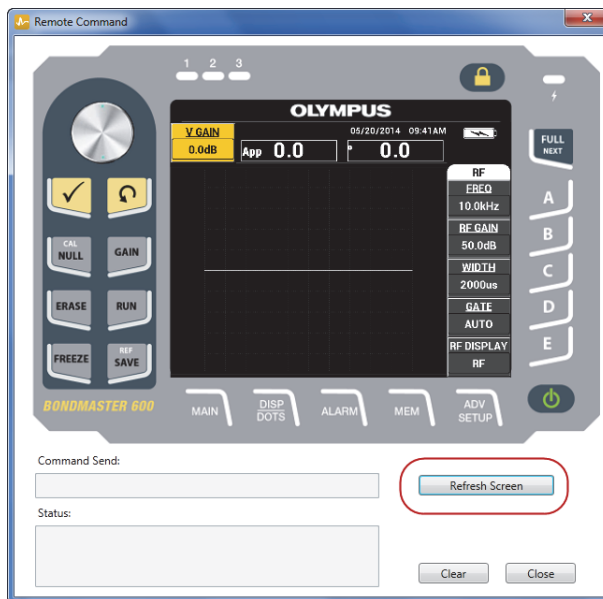 Remote Command
1 2 3
OLYMPUS
V GAIN
0.0dB
05/20/2014 09:41AM
App 0.0
° 0.0
FULL
NEXT
RF
FREQ
10.0kHz
RF GAIN
50.0dB
WIDTH
2000us
GATE
AUTO
RF DISPLAY
RF
A
B
C
D
E
CAL
NULL
GAIN
ERASE
RUN
FREEZE
REF
SAVE
BONDMASTER 600
MAIN
DISP
DOTS
ALARM
MEM
ADV
SETUP
Command Send:
Refresh Screen
Status:
Clear
Close